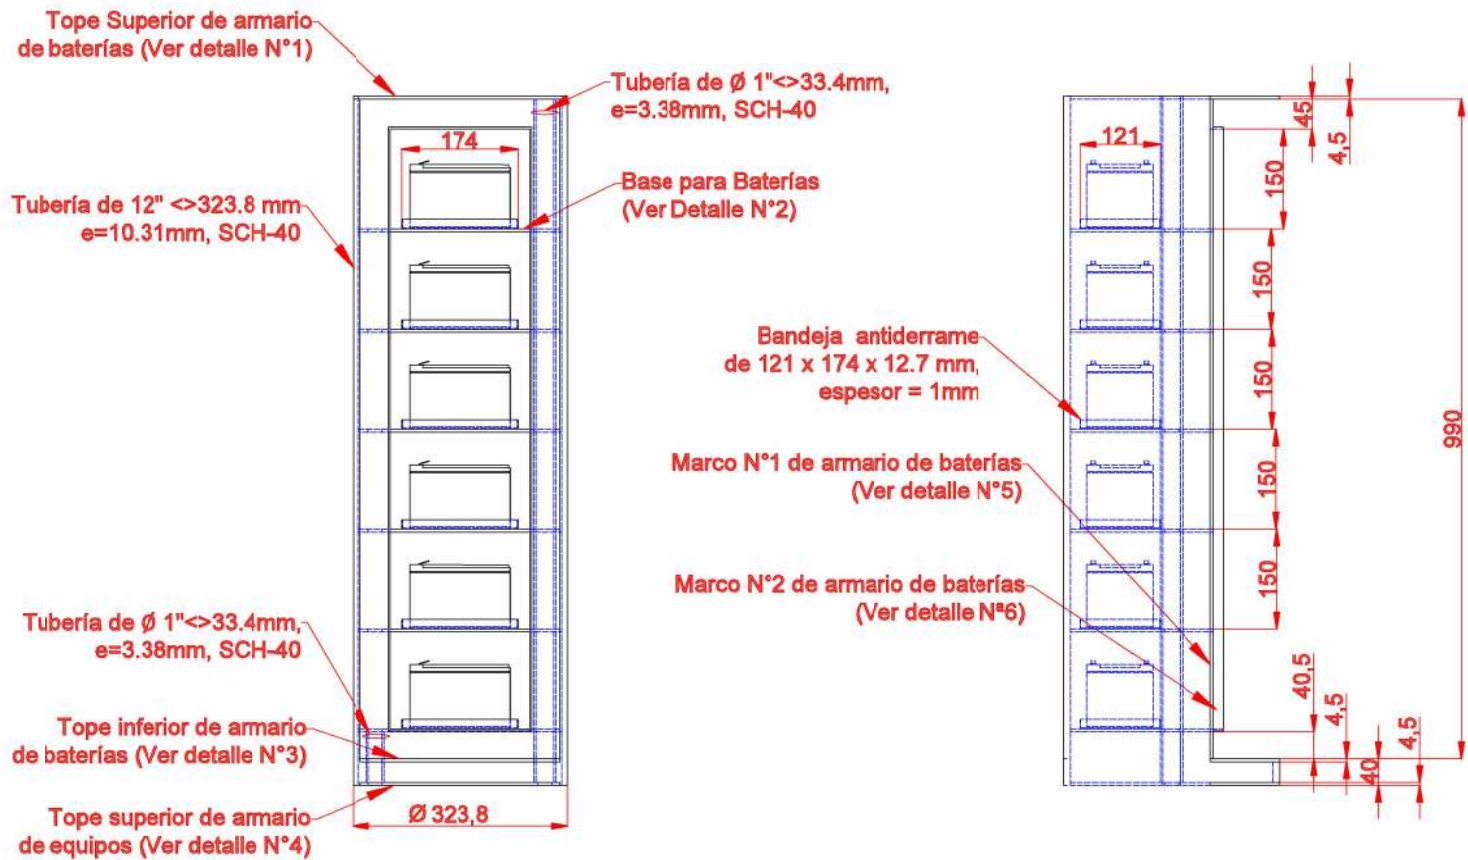 Tope Superior de armario
de baterías (Ver detalle N°1)
Tubería de Ø 1"<>33.4mm,
e=3.38mm, SCH-40
174
Base para Baterías
(Ver Detalle N°2)
Tubería de 12" <>323.8 mm
e=10.31mm, SCH-40
Tubería de Ø 1"<>33.4mm,
e=3.38mm, SCH-40
Tope inferior de armario
de baterías (Ver detalle N°3)
Tope superior de armario
de equipos (Ver detalle N°4)
Ø 323,8
121
45
4,5
150
150
Bandeja antiderrame
de 121 x 174 x 12.7 mm,
espesor = 1mm
150
990
Marco N°1 de armario de baterías
(Ver detalle N°5)
150
Marco N°2 de armario de baterías
(Ver detalle Nª6)
150
40,5
4,5
4,5
40